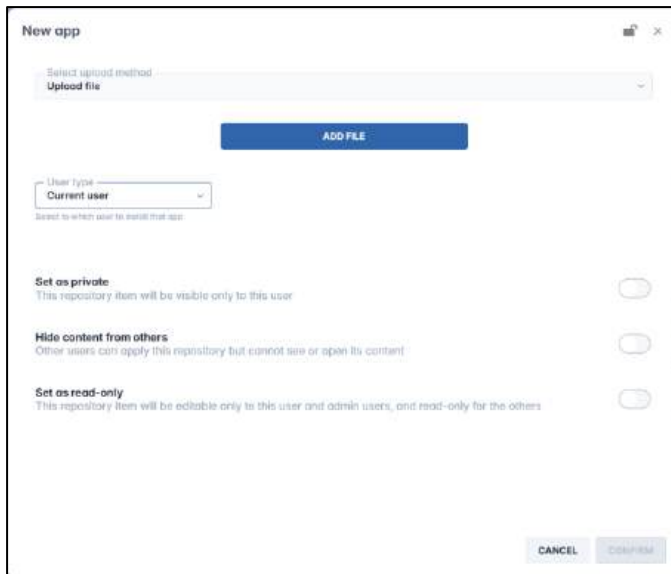 New app
Select upload method
Upload file
ADD FILE
User type
Current user
Select to which user to install that app
Set as private
This repository item will be visible only to this user
Hide content from others
Other users can apply this repository but cannot see or open its content
Set as read-only
This repository item will be editable only to this user and admin users, and read-only for the others
CANCEL
CONFIRM